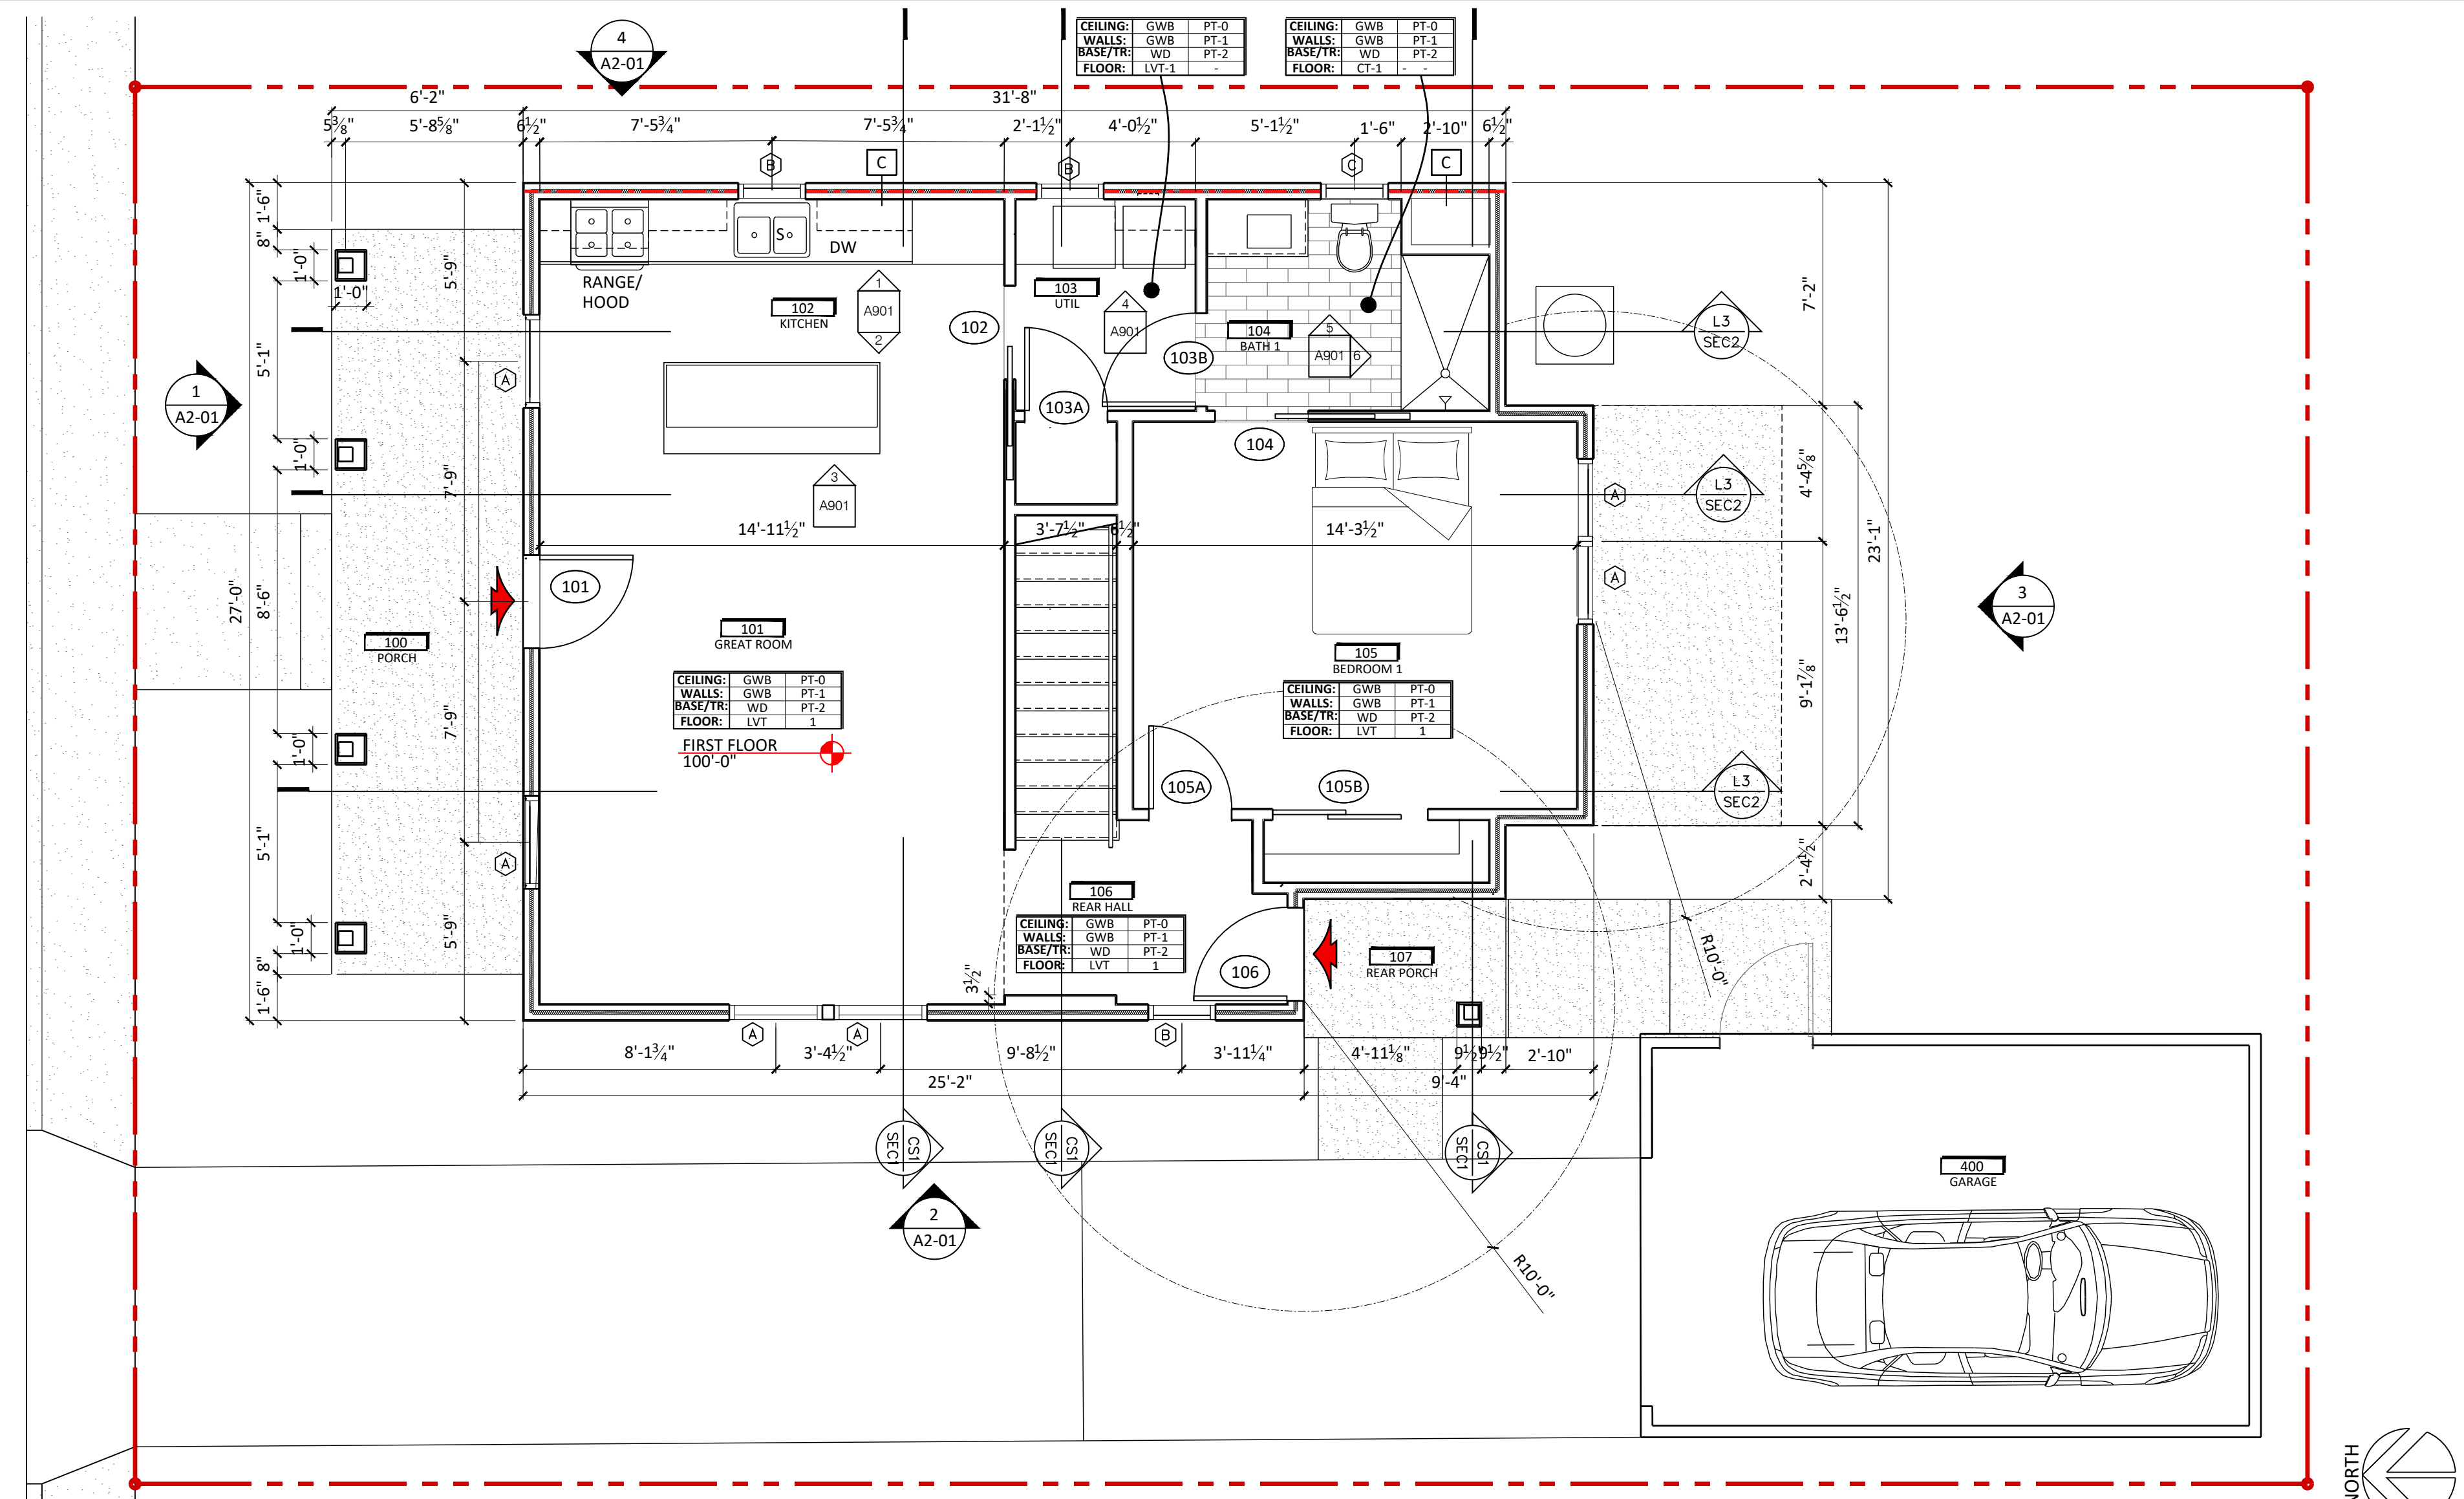 4
A2-01
CEILING: GWB PT-0
WALLS: GWB PT-1
BASE/TR: WD PT-2
FLOOR: LVT-1 -
CEILING: GWB PT-0
WALLS: GWB PT-1
BASE/TR: WD PT-2
FLOOR: CT-1 - -
6'-2"
31'-8"
5⅜" 5'-8⅝" 6½" 7'-5¾" 7'-5¾" 2'-1½" 4'-0½" 5'-1½" 1'-6" 2'-10" 6½"
B C B C C
1'-6"
8"
1'-0"
1'-0"
5'-1"
1'-0"
8'-6"
27'-0"
1'-0"
5'-1"
1'-0"
8"
1'-6"
5'-9"
7'-9"
7'-9"
5'-9"
S
DW
RANGE/
HOOD
102
KITCHEN
1
A901
2
102
103
UTIL
4
A901
103B
103A
104
BATH 1
5
A901 6
104
L3
SEC2
7'-2"
1
A2-01
A
3
A901
14'-11½" 3'-7½" 6½" 14'-3½"
A
L3
SEC2
4'-4⅝"
23'-1"
A
101
3
A2-01
13'-6½"
100
PORCH
101
GREAT ROOM
CEILING: GWB PT-0
WALLS: GWB PT-1
BASE/TR: WD PT-2
FLOOR: LVT 1
FIRST FLOOR
100'-0"
105
BEDROOM 1
CEILING: GWB PT-0
WALLS: GWB PT-1
BASE/TR: WD PT-2
FLOOR: LVT 1
9'-1⅞"
105A
105B
L3
SEC2
A
2'-4½"
106
REAR HALL
CEILING: GWB PT-0
WALLS: GWB PT-1
BASE/TR: WD PT-2
FLOOR: LVT 1
3½"
106
107
REAR PORCH
R10'-0"
A A B
8'-1¾" 3'-4½" 9'-8½" 3'-11¼" 4'-11⅛" 9½" 9½" 2'-10"
25'-2" 9'-4"
CS1
SEC1
CS1
SEC1
CS1
SEC1
2
A2-01
R10'-0"
400
GARAGE
NORTH